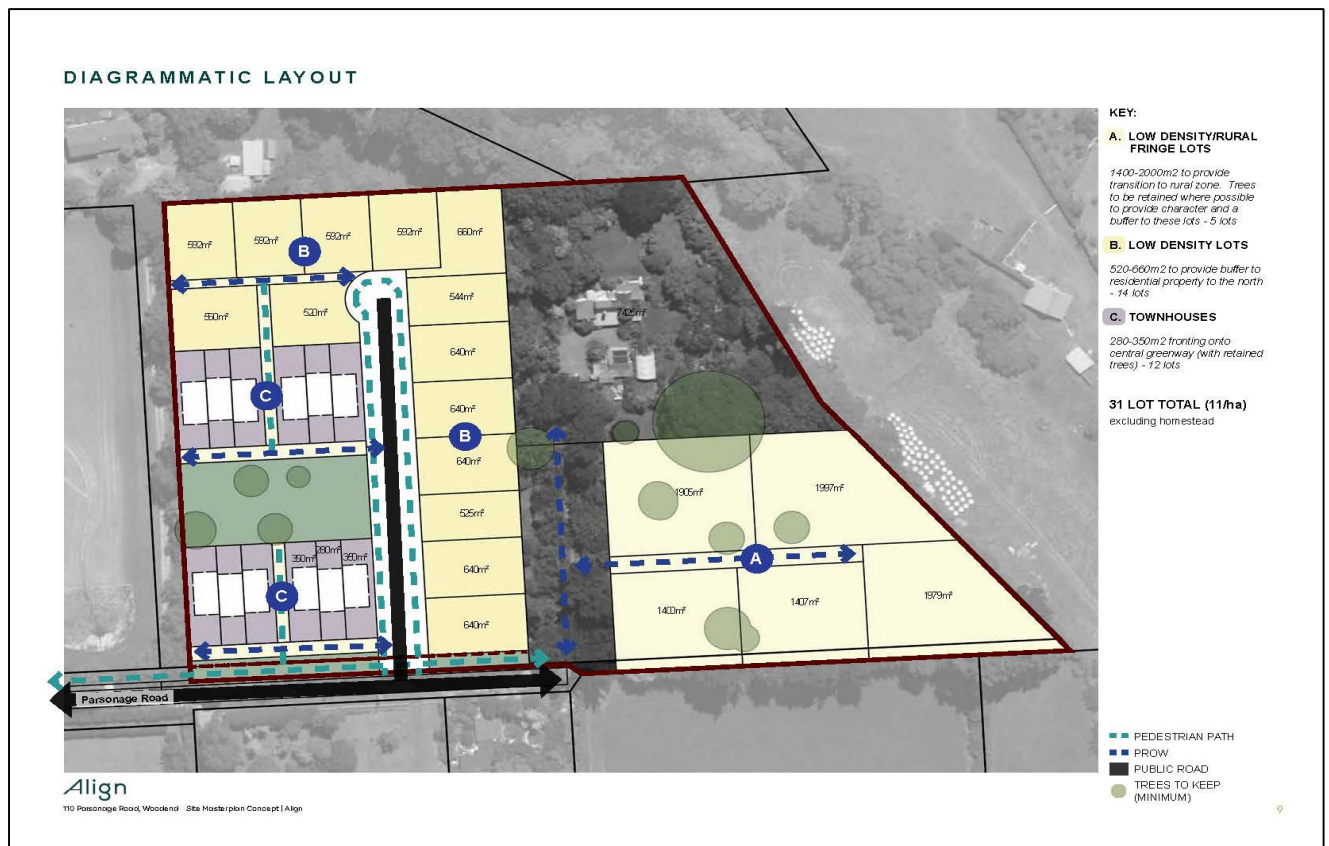 DIAGRAMMATIC LAYOUT
KEY:
A. LOW DENSITY/RURAL
FRINGE LOTS
1400-2000m2 to provide
transition to rural zone. Trees
to be retained where possible
to provide character and a
buffer to these lots - 5 lots
B. LOW DENSITY LOTS
520-660m2 to provide buffer to
residential property to the north
- 14 lots
C. TOWNHOUSES
280-350m2 fronting onto
central greenway (with retained
trees) - 12 lots
31 LOT TOTAL (11/ha)
excluding homestead
592m²
592m²
592m²
592m²
660m²
B
544m²
520m²
7425m²
640m²
C
640m²
B
640m²
1905m²
1997m²
525m²
350m²
280m²
350m²
640m²
A
C
1400m²
1407m²
1979m²
640m²
Parsonage Road
PEDESTRIAN PATH
PROW
PUBLIC ROAD
TREES TO KEEP
(MINIMUM)
Align
110 Parsonage Road, Woodend Site Masterplan Concept | Align
9